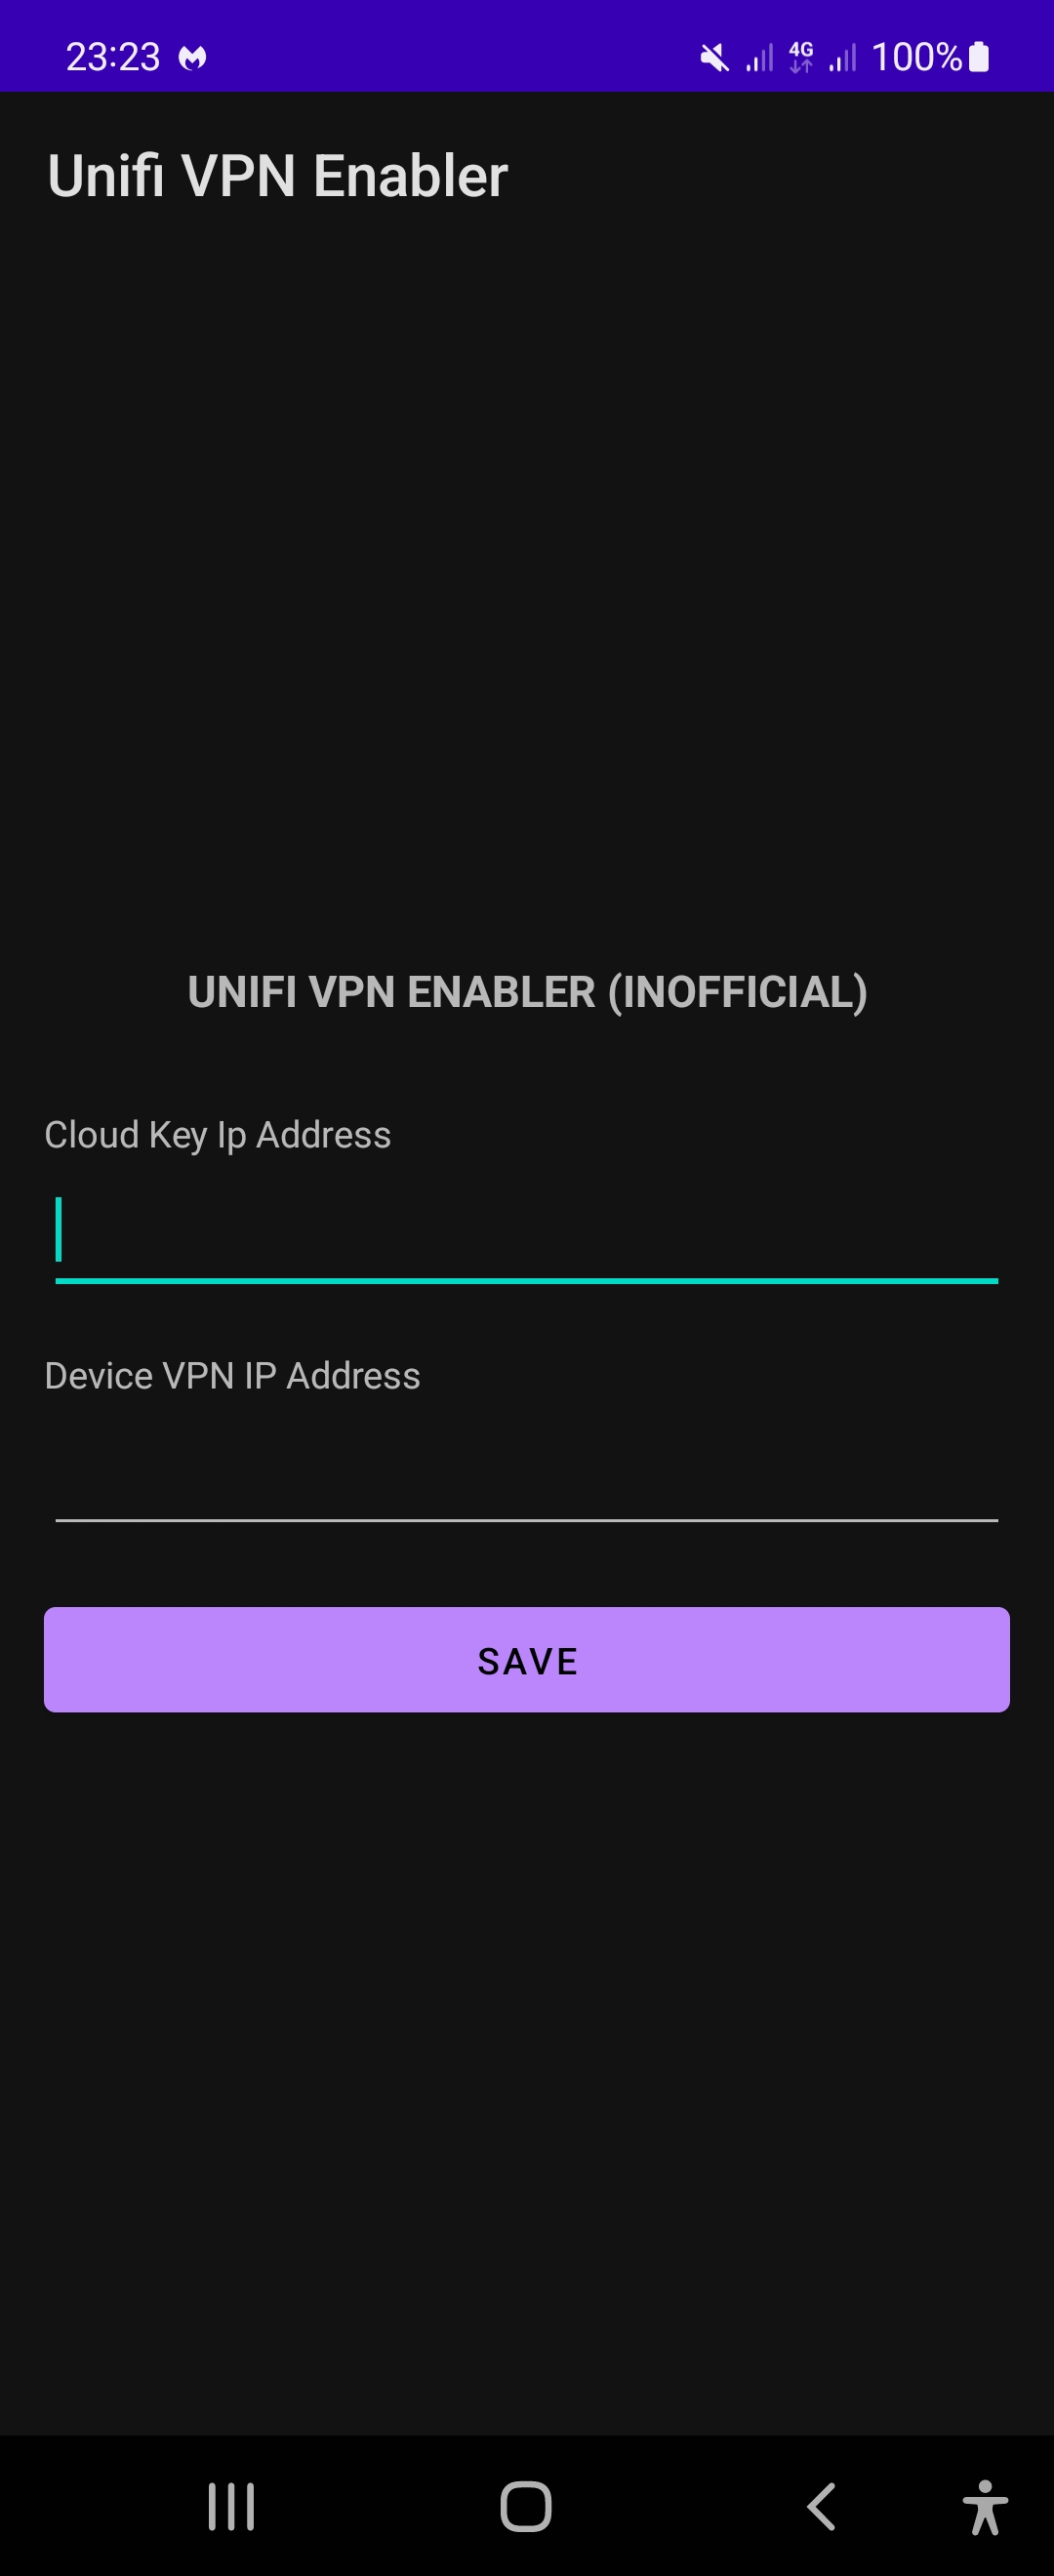 23:23 4G 100%
Unifi VPN Enabler
UNIFI VPN ENABLER (INOFFICIAL)
Cloud Key Ip Address
Device VPN IP Address
SAVE